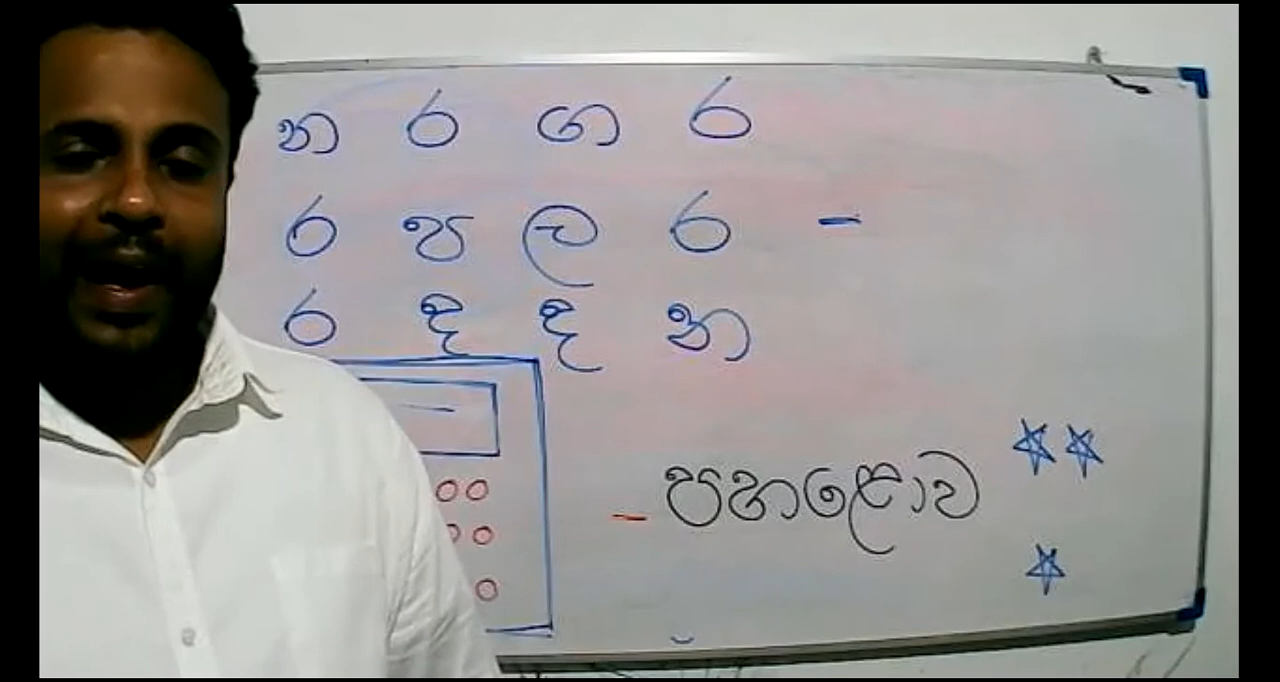 න ර ග ර
ර ප ල ර -
ර ද ද න
- පහළොව